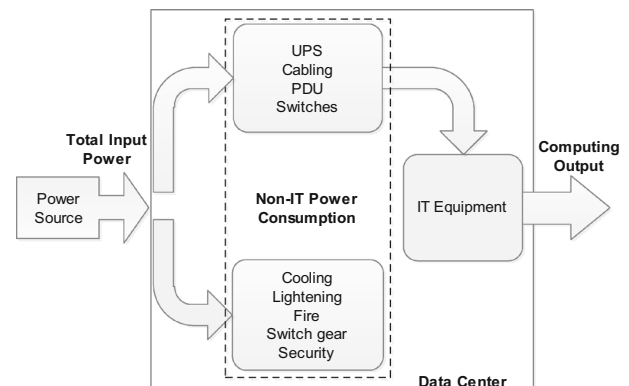 UPS
Cabling
PDU
Switches
Total Input
Power
Computing
Output
Power
Source
Non-IT Power
Consumption
IT Equipment
Cooling
Lightening
Fire
Switch gear
Security
Data Center